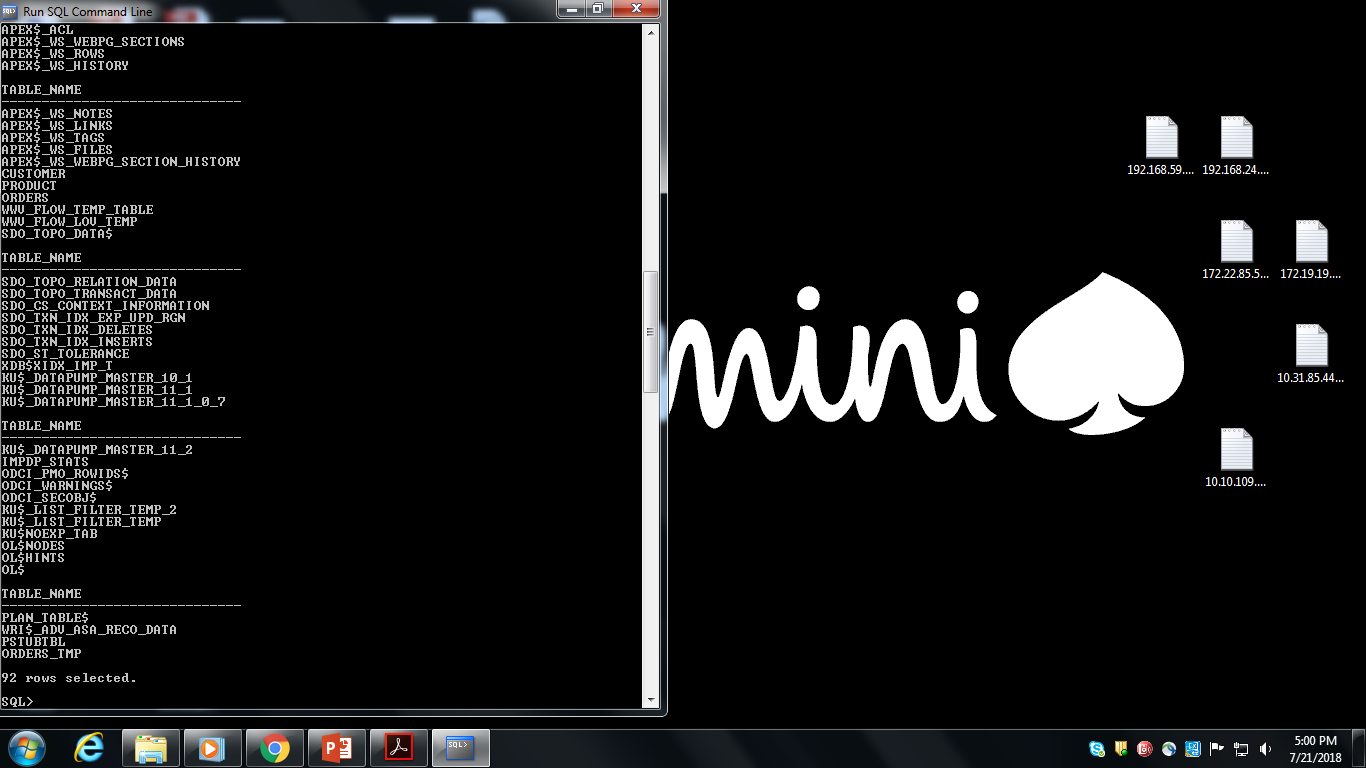 Run SQL Command Line
APEX$_ACL
APEX$_WS_WEBPG_SECTIONS
APEX$_WS_ROWS
APEX$_WS_HISTORY
TABLE_NAME
------------------------------
APEX$_WS_NOTES
APEX$_WS_LINKS
APEX$_WS_TAGS
APEX$_WS_FILES
APEX$_WS_WEBPG_SECTION_HISTORY
CUSTOMER
PRODUCT
ORDERS
WWV_FLOW_TEMP_TABLE
WWV_FLOW_LOV_TEMP
SDO_TOPO_DATA$
TABLE_NAME
------------------------------
SDO_TOPO_RELATION_DATA
SDO_TOPO_TRANSACT_DATA
SDO_CS_CONTEXT_INFORMATION
SDO_TXN_IDX_EXP_UPD_RGN
SDO_TXN_IDX_DELETES
SDO_TXN_IDX_INSERTS
SDO_ST_TOLERANCE
XDB$XIDX_IMP_T
KU$_DATAPUMP_MASTER_10_1
KU$_DATAPUMP_MASTER_11_1
KU$_DATAPUMP_MASTER_11_1_0_7
TABLE_NAME
------------------------------
KU$_DATAPUMP_MASTER_11_2
IMPDP_STATS
ODCI_PMO_ROWIDS$
ODCI_WARNINGS$
ODCI_SECOBJ$
KU$_LIST_FILTER_TEMP_2
KU$_LIST_FILTER_TEMP
KU$NOEXP_TAB
OL$NODES
OL$HINTS
OL$
TABLE_NAME
------------------------------
PLAN_TABLE$
WRI$_ADV_ASA_RECO_DATA
PSTUBTBL
ORDERS_TMP
92 rows selected.
SQL>
192.168.59....
192.168.24....
172.22.85.5...
172.19.19....
10.31.85.44...
10.10.109....
mini
SQL>
5:00 PM
7/21/2018